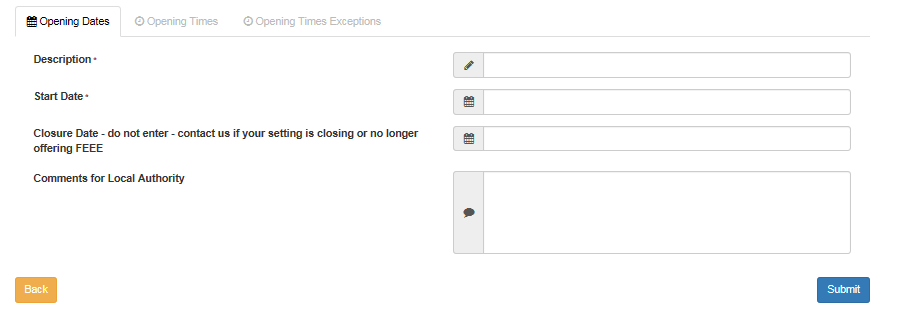 Opening Dates Opening Times Opening Times Exceptions
Description *
Start Date *
Closure Date - do not enter - contact us if your setting is closing or no longer
offering FEEE
Comments for Local Authority
Back Submit